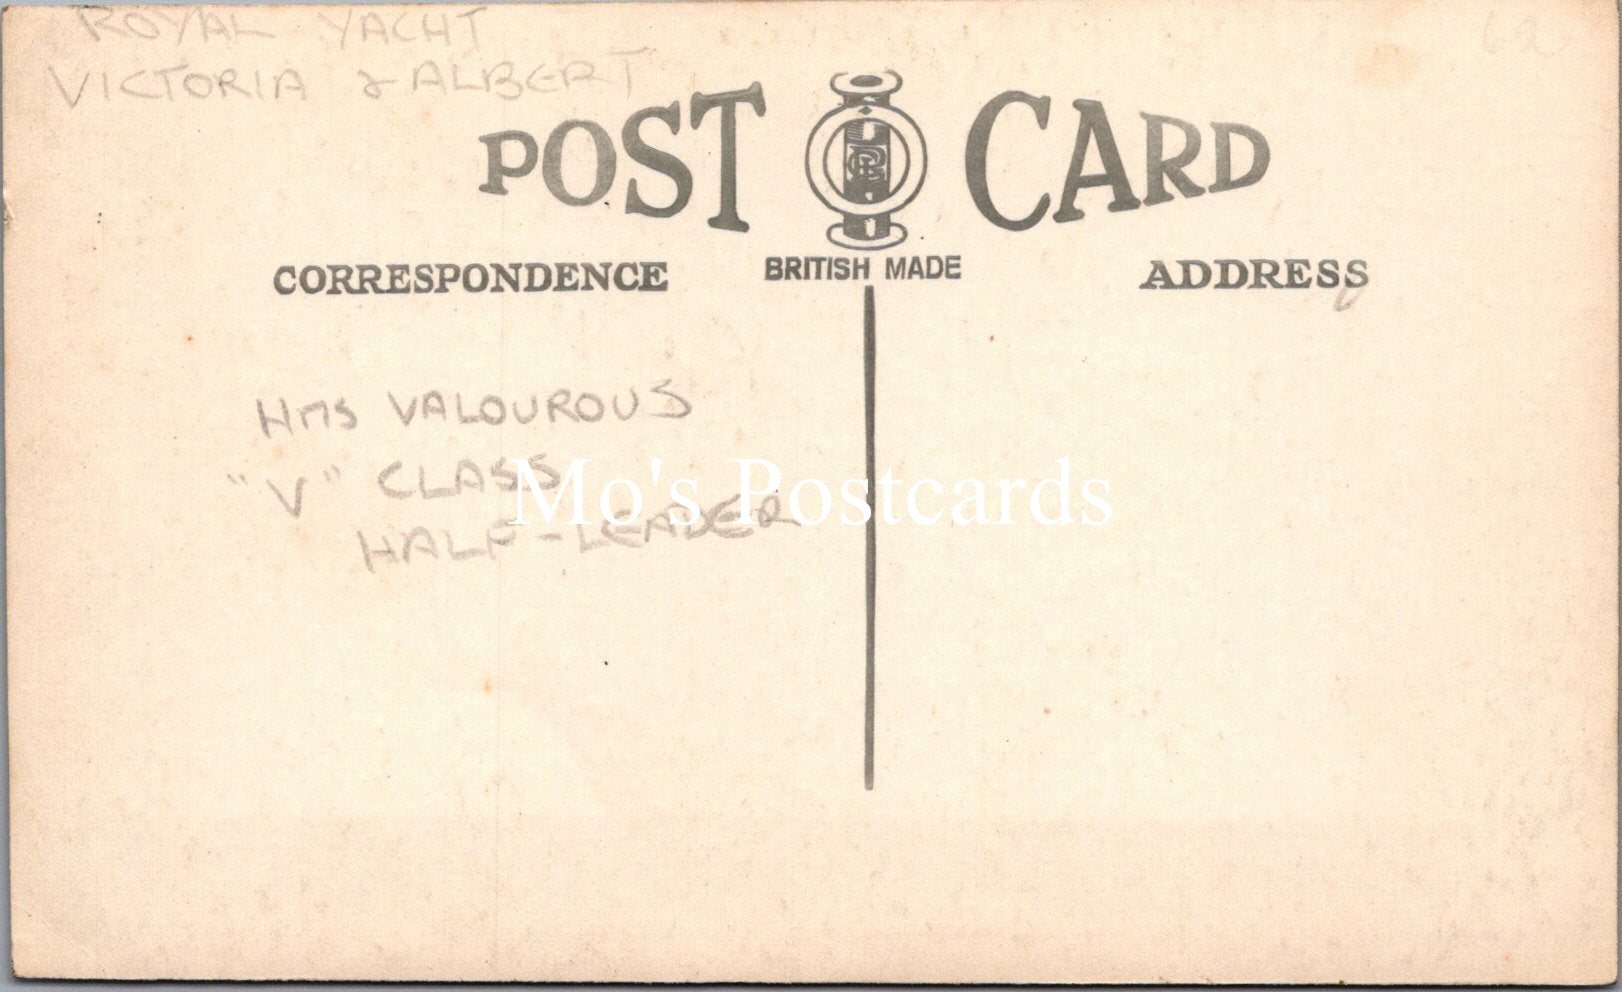 ROYAL YACHT
VICTORIA & ALBERT
62
POST CARD
CORRESPONDENCE
BRITISH MADE
ADDRESS
HMS VALOUROUS
"V" CLASS
HALF-LEADER
Mo's Postcards